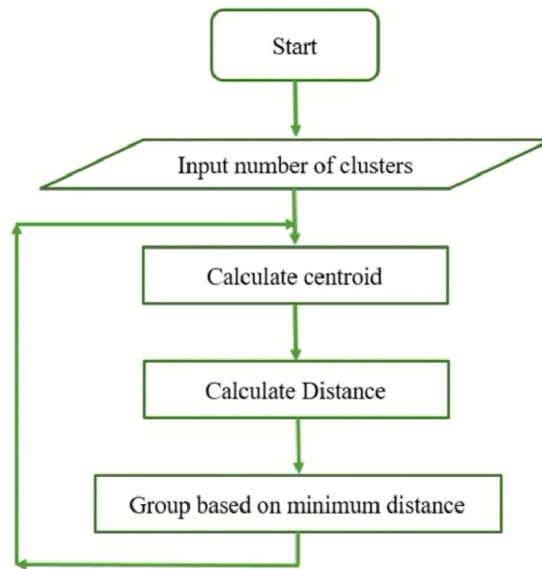 Start
Input number of clusters
Calculate centroid
Calculate Distance
Group based on minimum distance